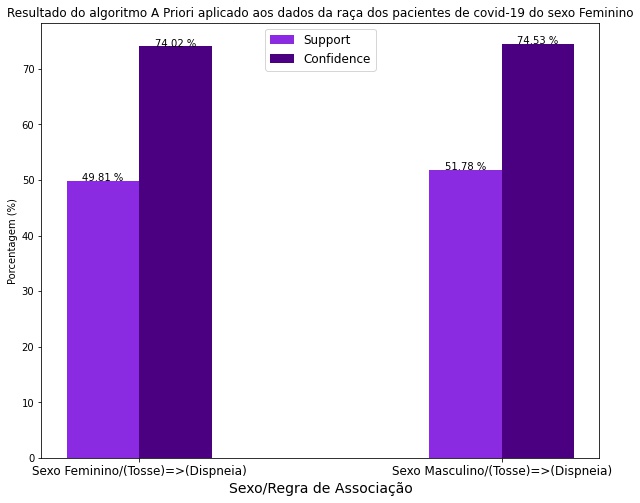 Resultado do algoritmo A Priori aplicado aos dados da raça dos pacientes de covid-19 do sexo Feminino
Support
Confidence
74.02 %
74.53 %
49.81 %
51.78 %
Porcentagem (%)
70
60
50
40
30
20
10
0
Sexo Feminino/(Tosse)=>(Dispneia)
Sexo Masculino/(Tosse)=>(Dispneia)
Sexo/Regra de Associação